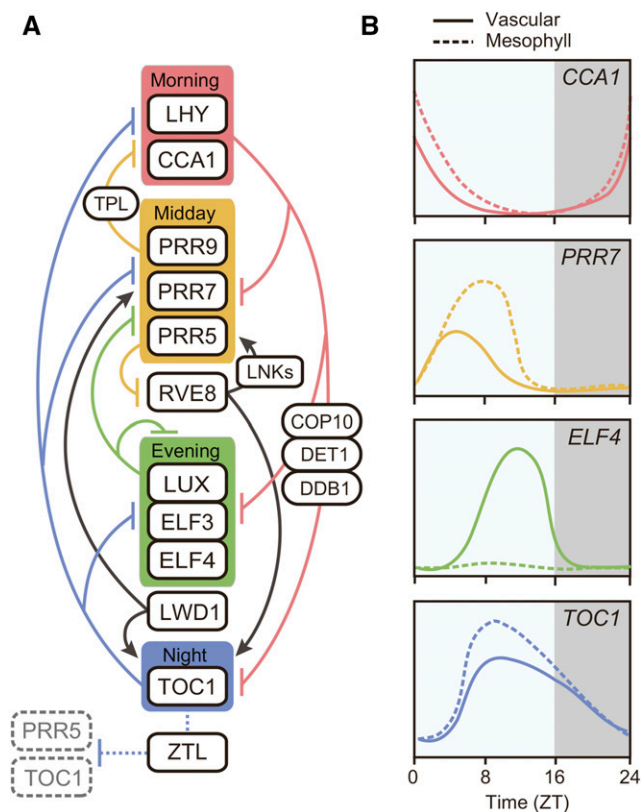 A
Morning
LHY
CCA1
TPL
Midday
PRR9
PRR7
PRR5
LNKs
RVE8
COP10
DET1
DDB1
Evening
LUX
ELF3
ELF4
LWD1
Night
TOC1
PRR5
TOC1
ZTL
B
Vascular
Mesophyll
CCA1
PRR7
ELF4
TOC1
0 8 16 24
Time (ZT)